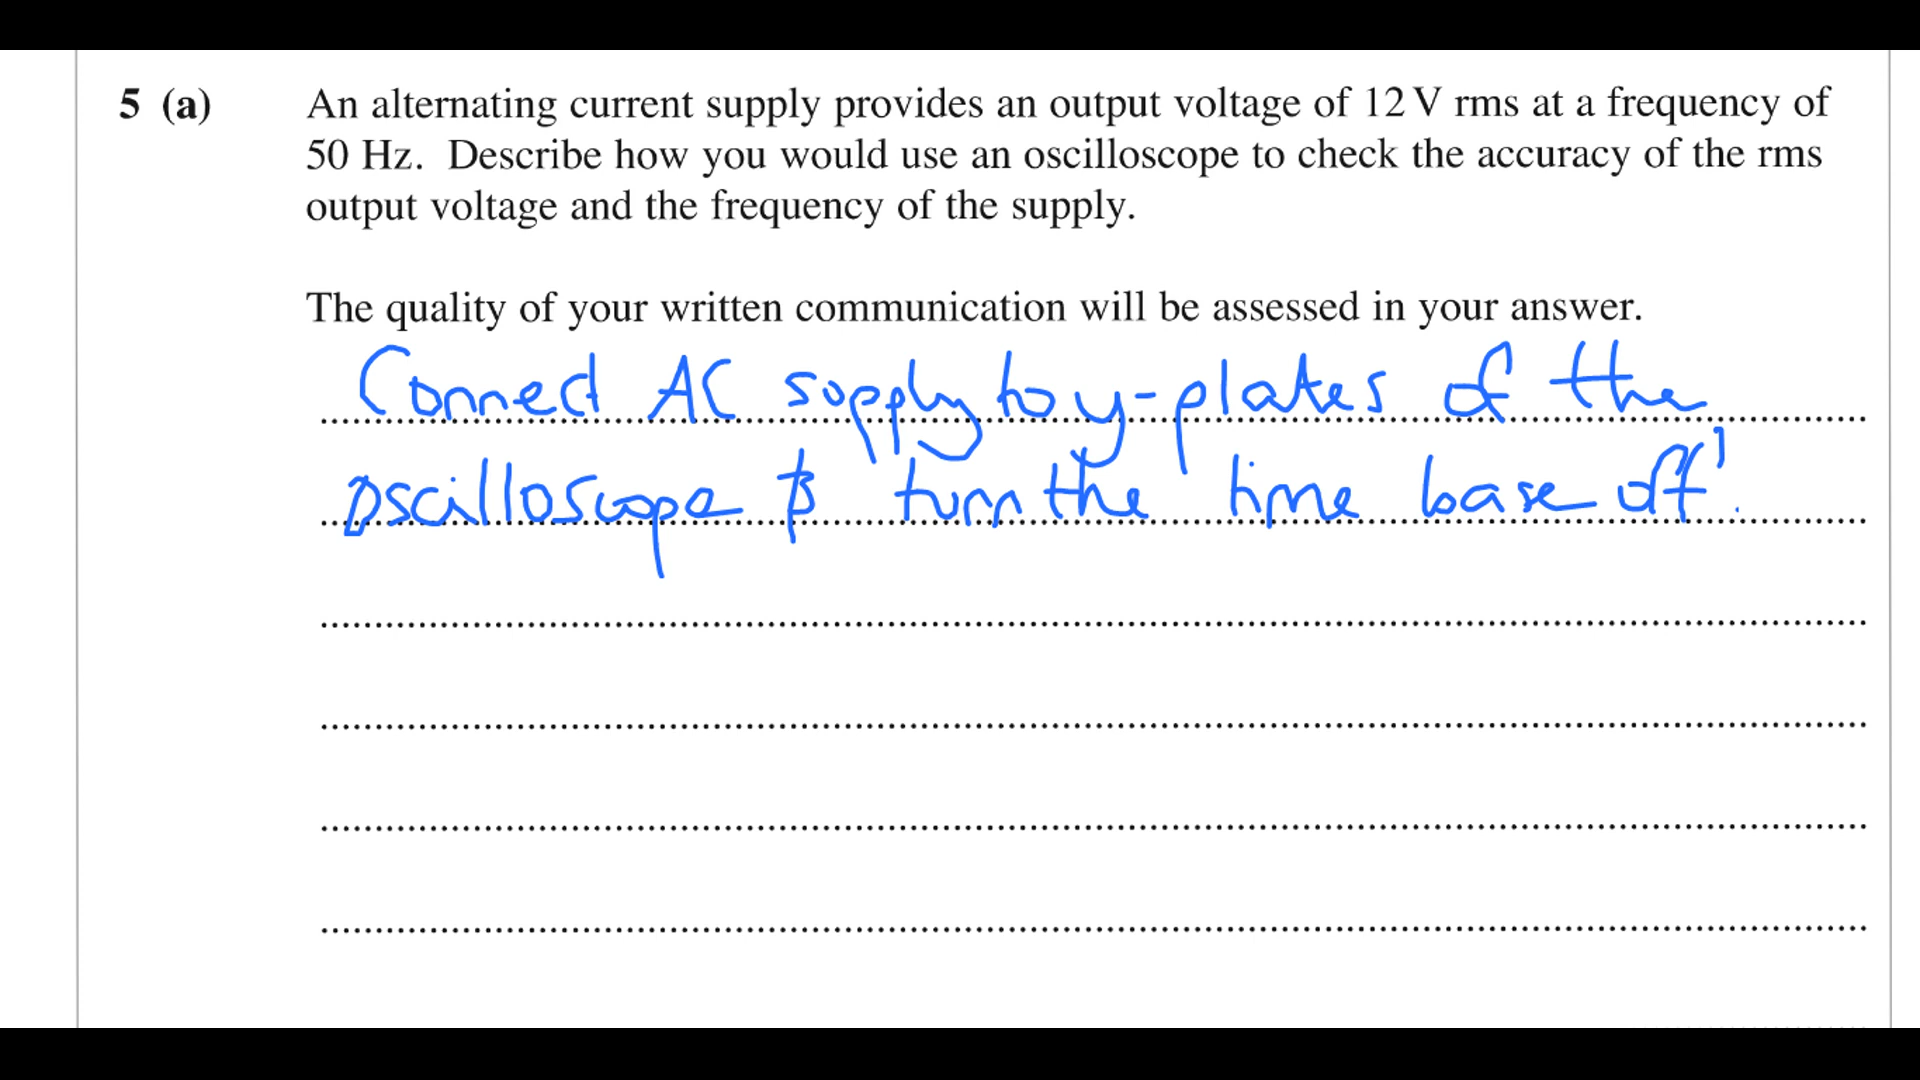 5 (a) An alternating current supply provides an output voltage of 12 V rms at a frequency of
50 Hz. Describe how you would use an oscilloscope to check the accuracy of the rms
output voltage and the frequency of the supply.
The quality of your written communication will be assessed in your answer.
Connect AC supply to y-plates of the
oscilloscope & turn the time base off'.